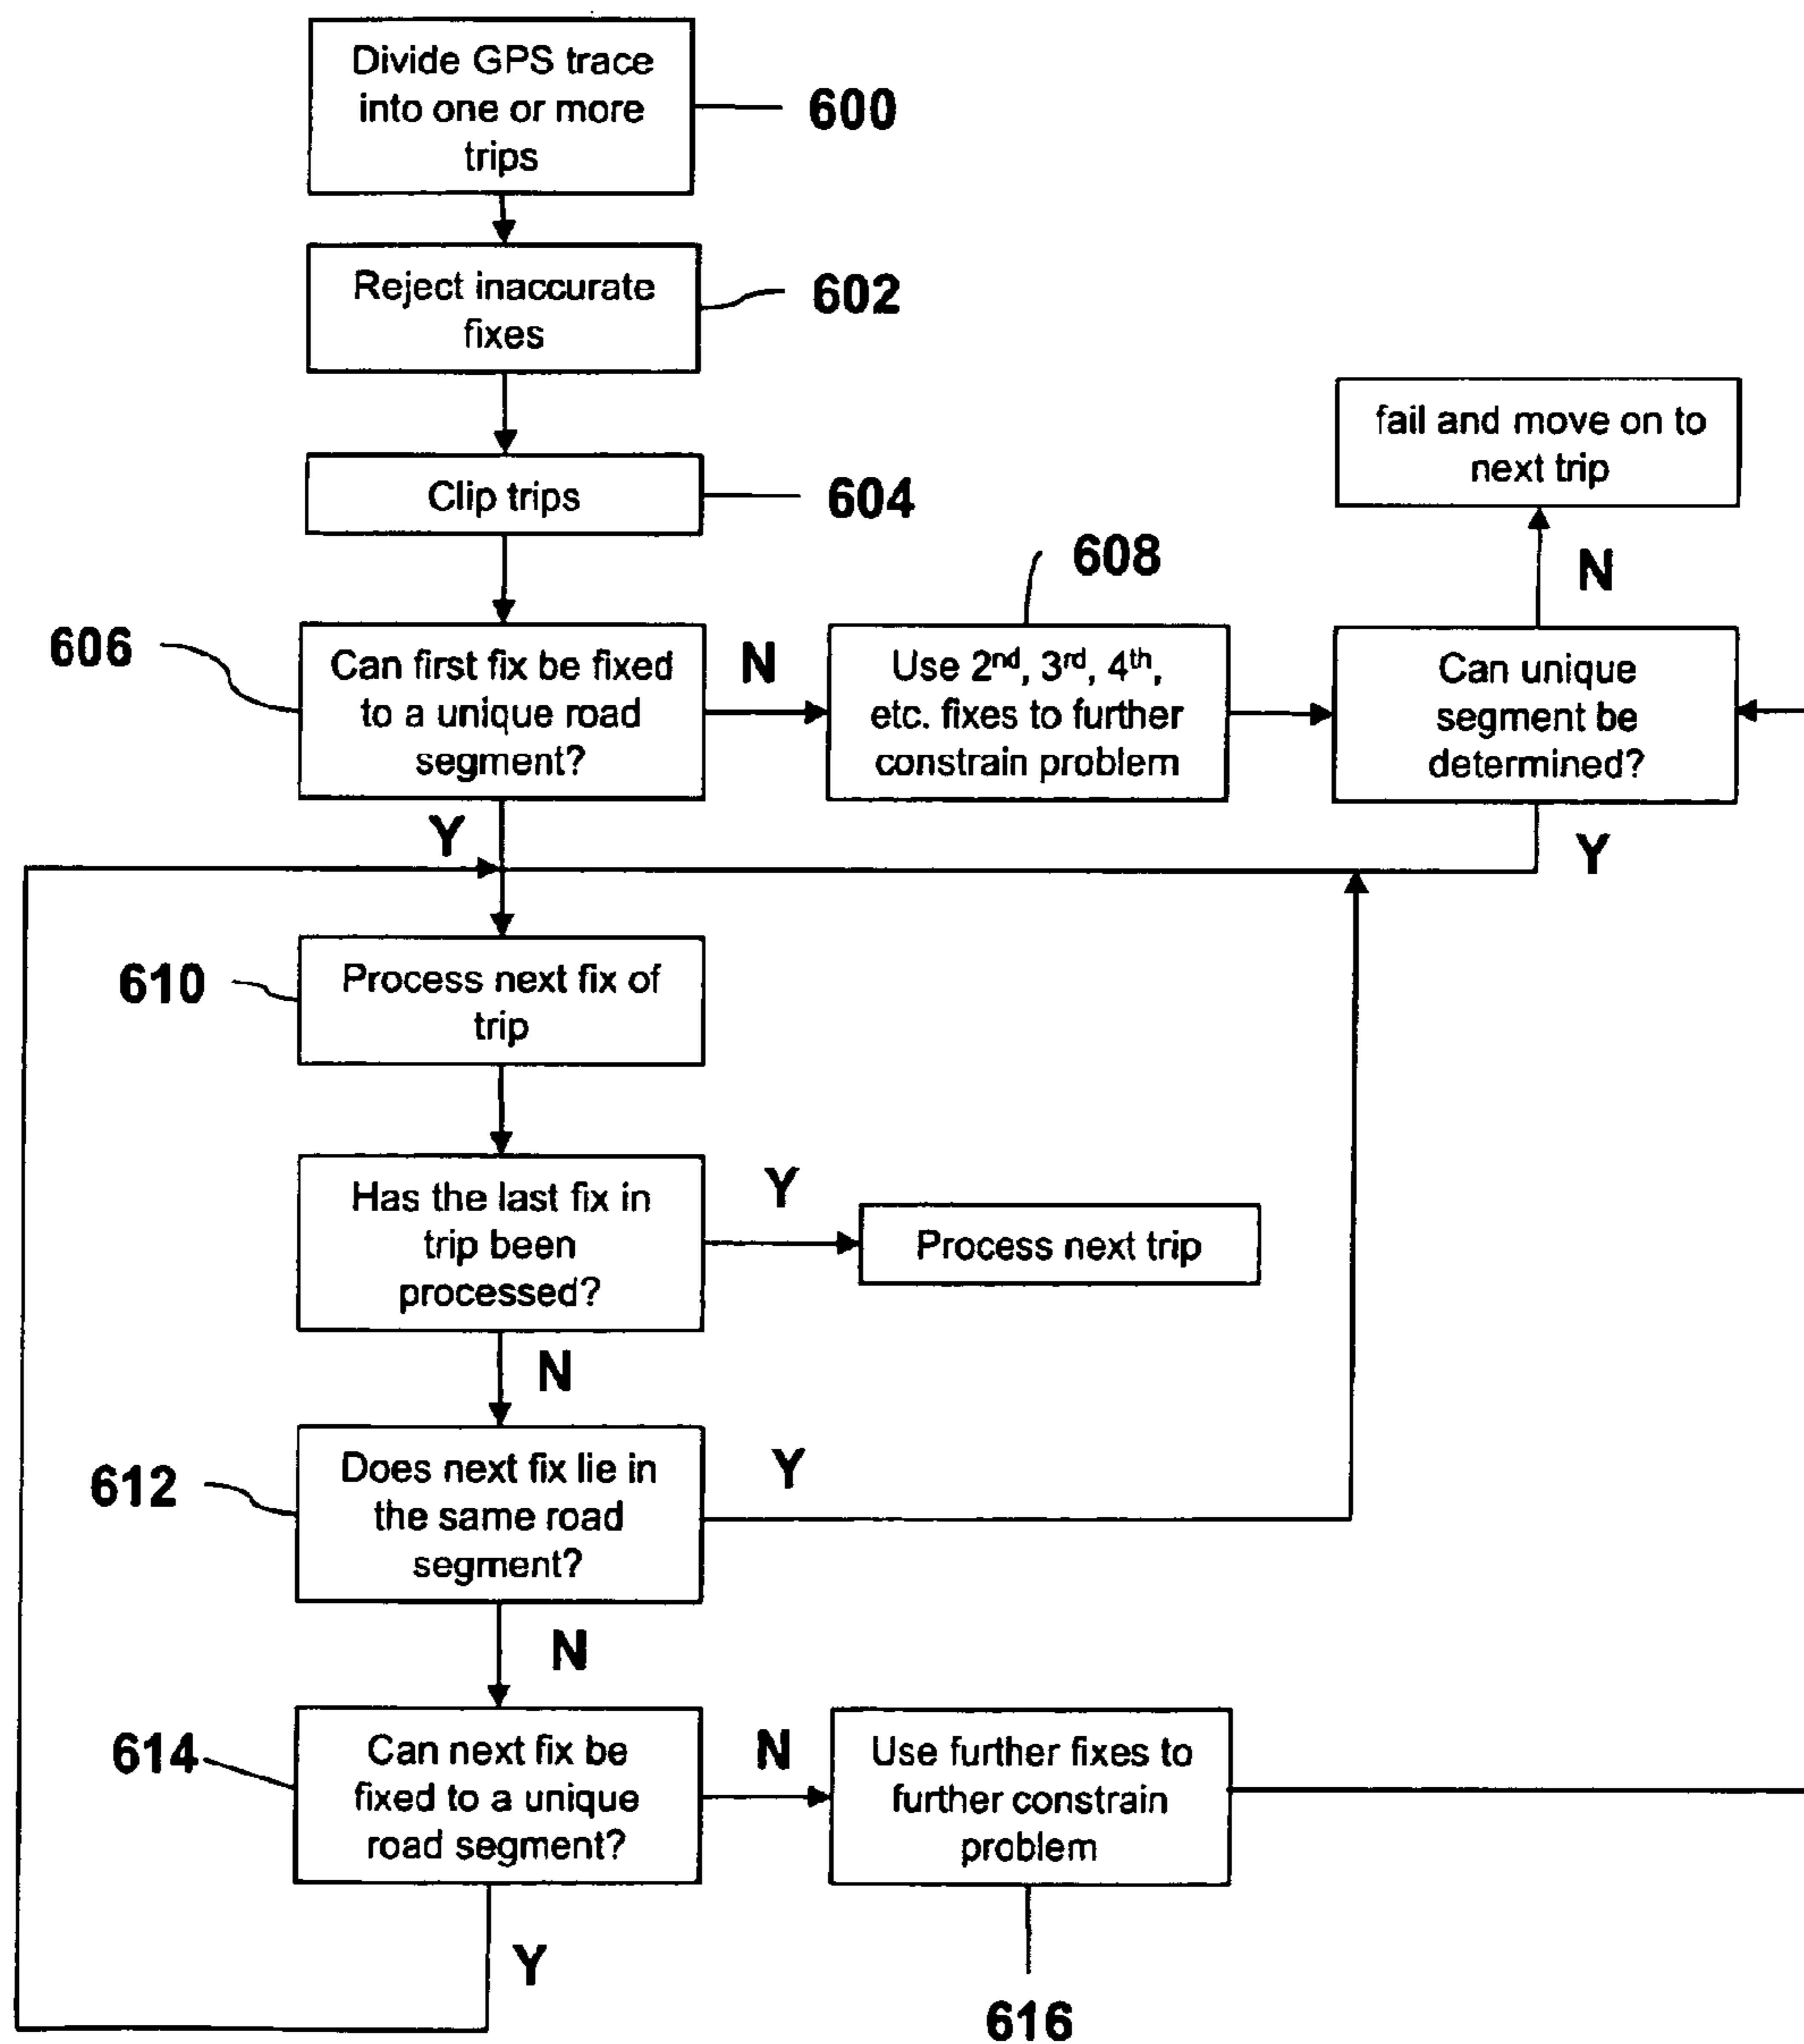 Divide GPS trace
into one or more
trips
600
Reject inaccurate
fixes
602
Clip trips
604
fail and move on to
next trip
N
606
Can first fix be fixed
to a unique road
segment?
N
608
Use 2nd, 3rd, 4th,
etc. fixes to further
constrain problem
Can unique
segment be
determined?
Y
Y
610
Process next fix of
trip
Has the last fix in
trip been
processed?
Y
Process next trip
N
612
Does next fix lie in
the same road
segment?
Y
N
614
Can next fix be
fixed to a unique
road segment?
N
Use further fixes to
further constrain
problem
Y
616